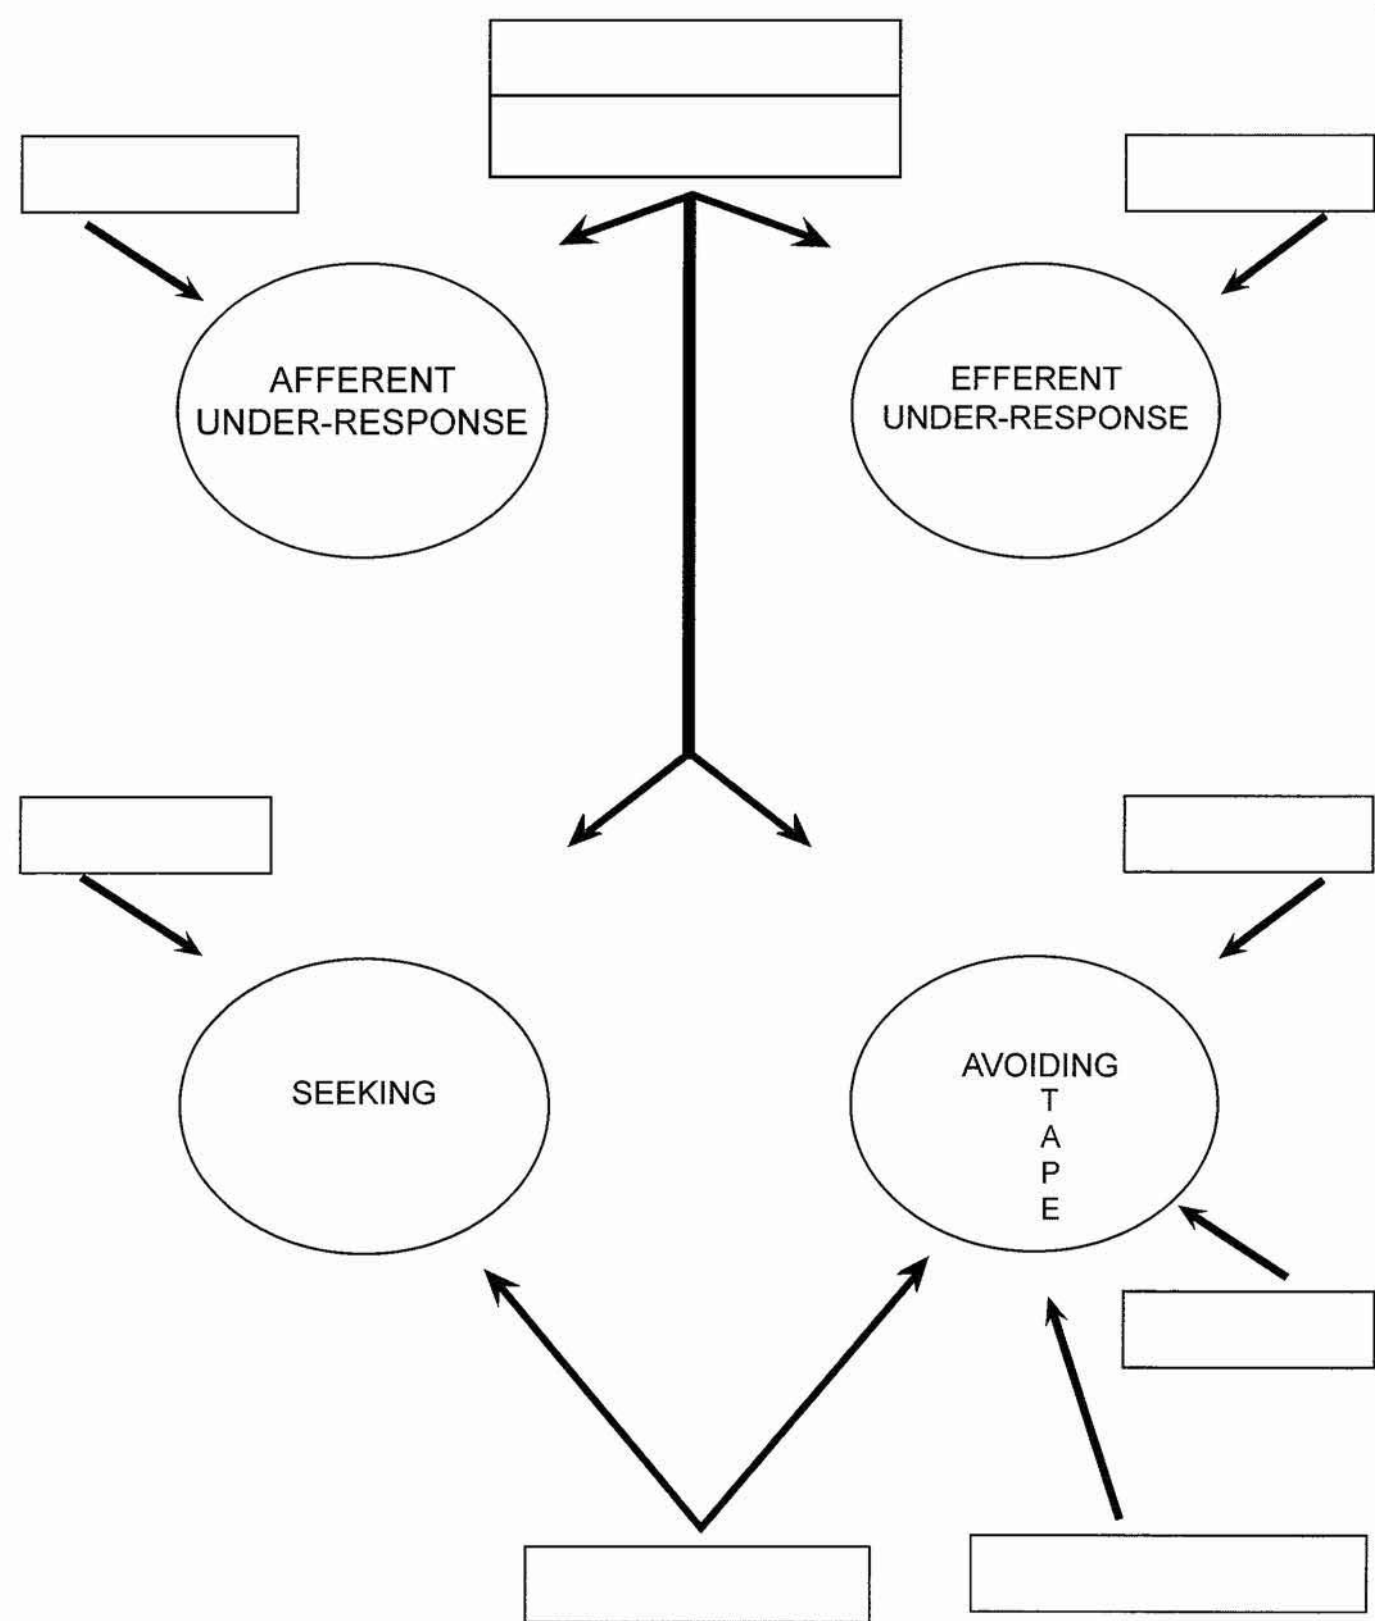 AFFERENT
UNDER-RESPONSE
EFFERENT
UNDER-RESPONSE
SEEKING
AVOIDING
T
A
P
E